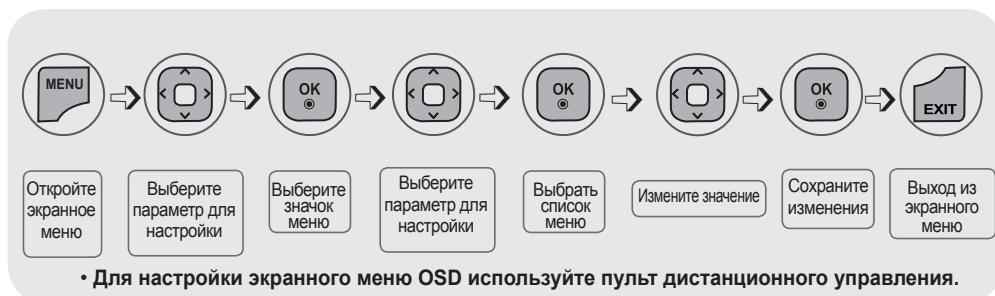 MENU
OK
OK
OK
EXIT
Откройте
экранное
меню
Выберите
параметр для
настройки
Выберите
значок
меню
Выберите
параметр для
настройки
Выбрать
список
меню
Измените значение
Сохраните
изменения
Выход из
экранного
меню
• Для настройки экранного меню OSD используйте пульт дистанционного управления.